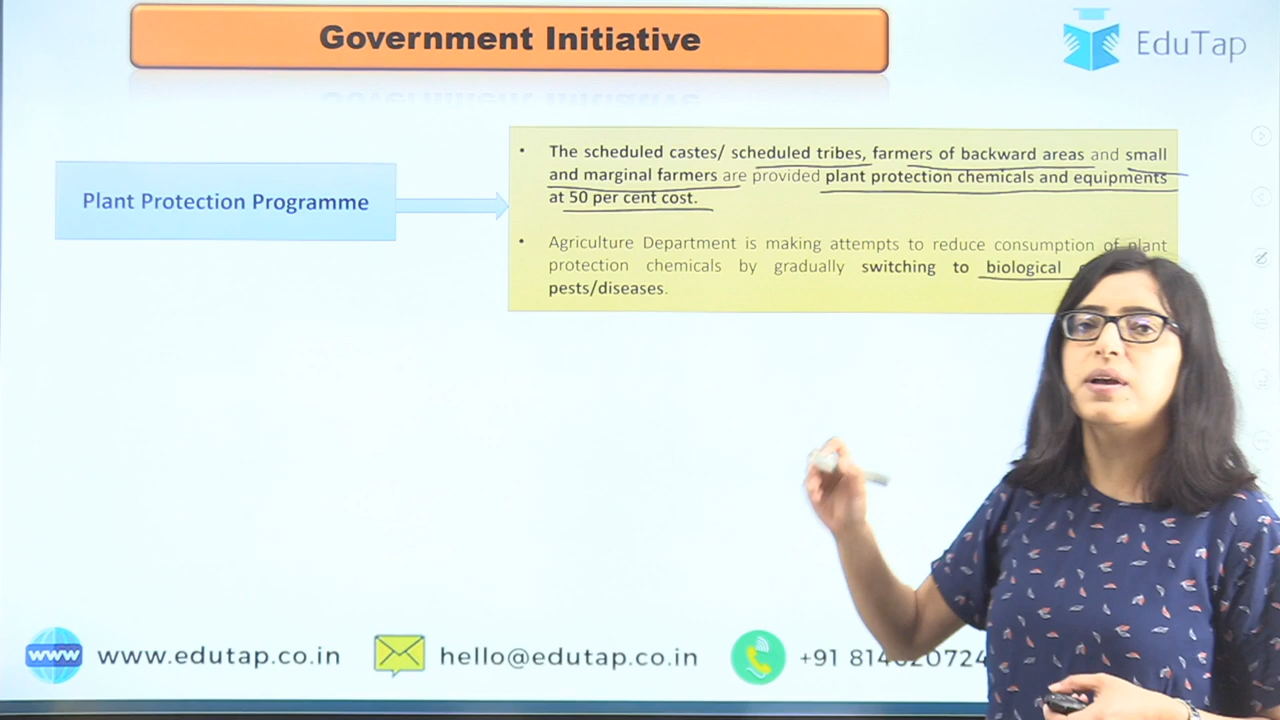 Government Initiative
EduTap
The scheduled castes/ scheduled tribes, farmers of backward areas and small
and marginal farmers are provided plant protection chemicals and equipments
at 50 per cent cost.
Plant Protection Programme
Agriculture Department is making attempts to reduce consumption of plant
protection chemicals by gradually switching to biological
pests/diseases.
www
www.edutap.co.in
hello@edutap.co.in
+91